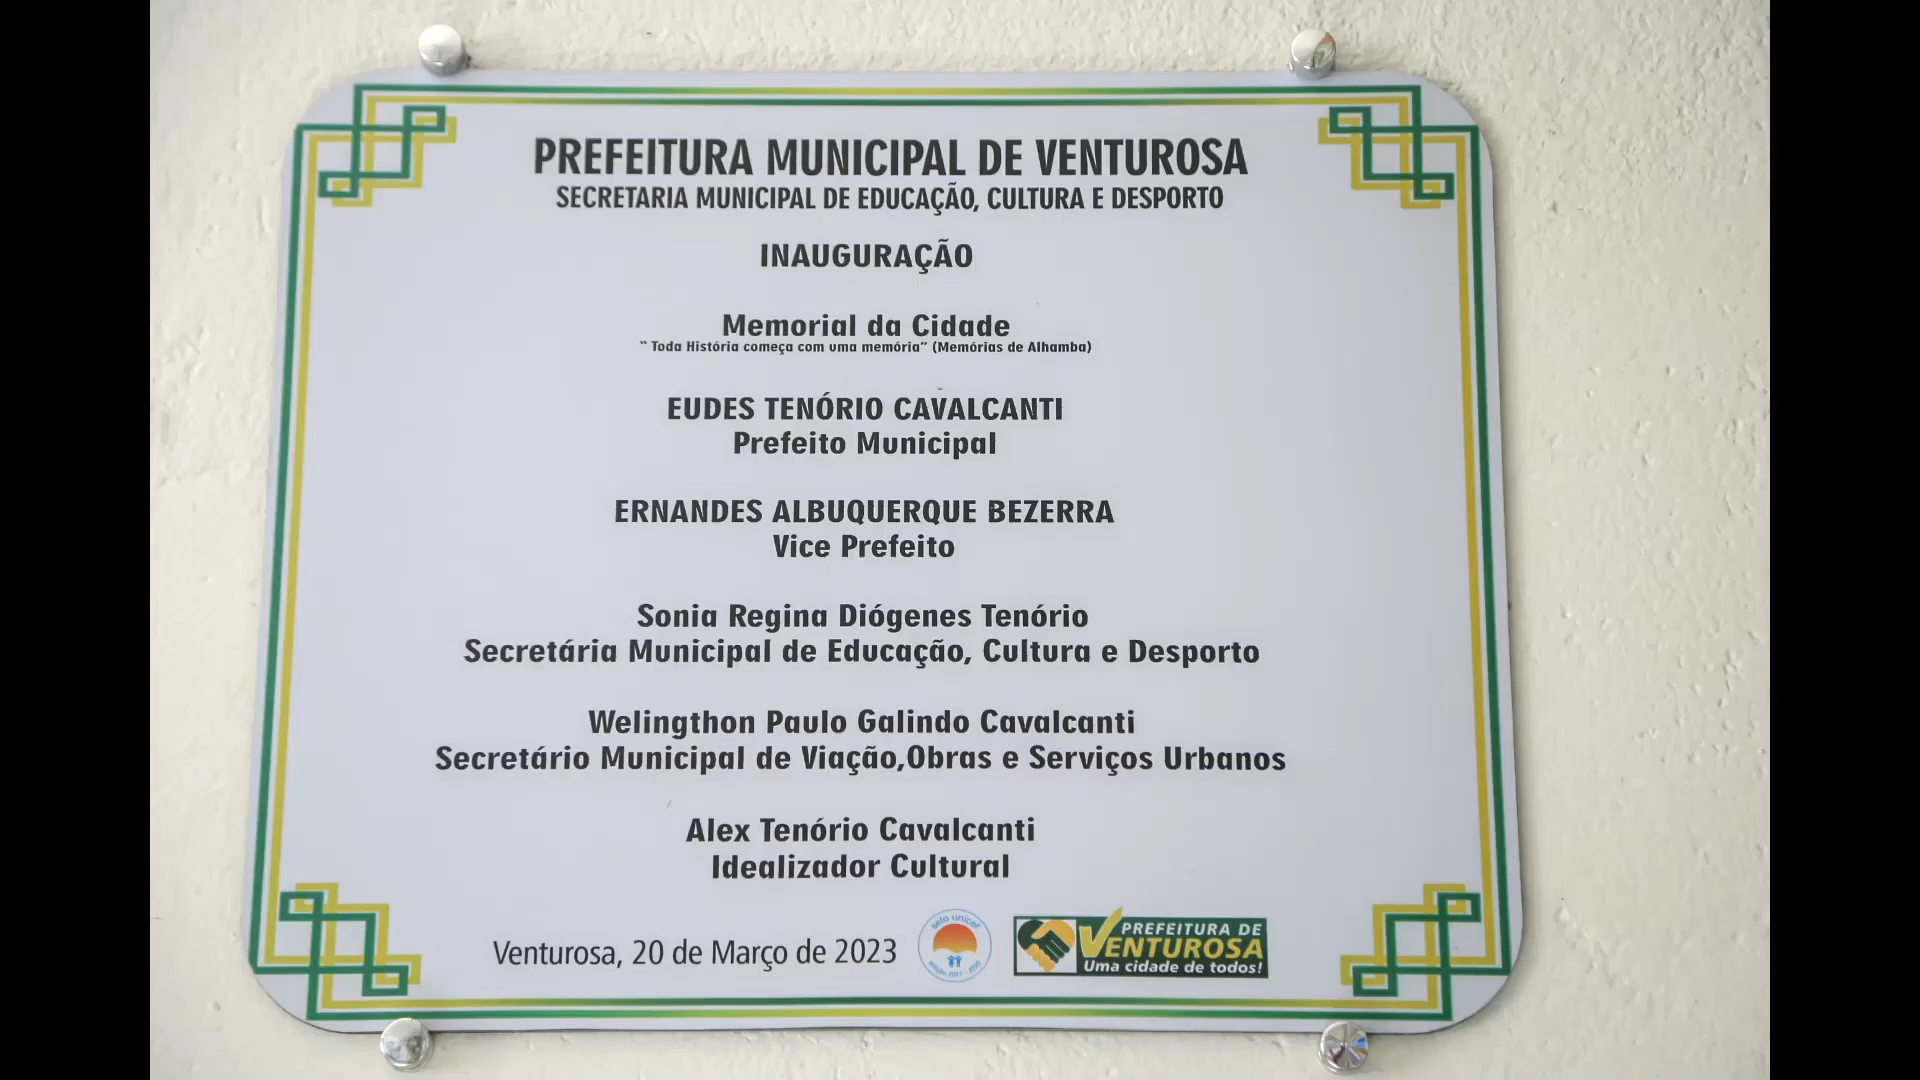 PREFEITURA MUNICIPAL DE VENTUROSA
SECRETARIA MUNICIPAL DE EDUCAÇÃO, CULTURA E DESPORTO
INAUGURAÇÃO
Memorial da Cidade
" Toda História começa com uma memória" (Memórias de Alhamba)
EUDES TENÓRIO CAVALCANTI
Prefeito Municipal
ERNANDES ALBUQUERQUE BEZERRA
Vice Prefeito
Sonia Regina Diógenes Tenório
Secretária Municipal de Educação, Cultura e Desporto
Welingthon Paulo Galindo Cavalcanti
Secretário Municipal de Viação,Obras e Serviços Urbanos
Alex Tenório Cavalcanti
Idealizador Cultural
Venturosa, 20 de Março de 2023
selo unicef
PREFEITURA DE
VENTUROSA
Uma cidade de todos!